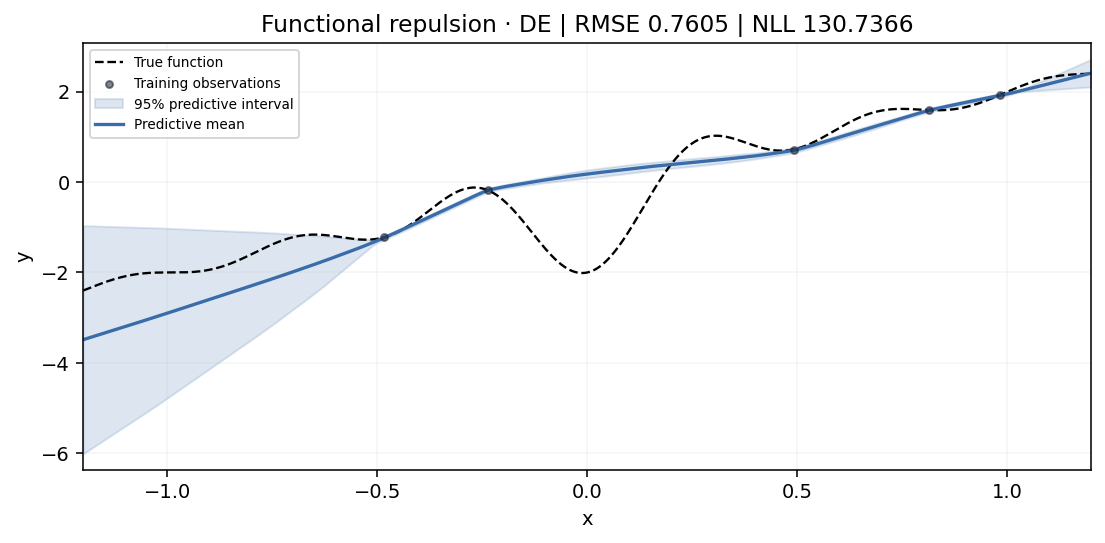 Functional repulsion · DE | RMSE 0.7605 | NLL 130.7366
True function
Training observations
95% predictive interval
Predictive mean
2
0
−2
−4
−6
y
−1.0 −0.5 0.0 0.5 1.0
x